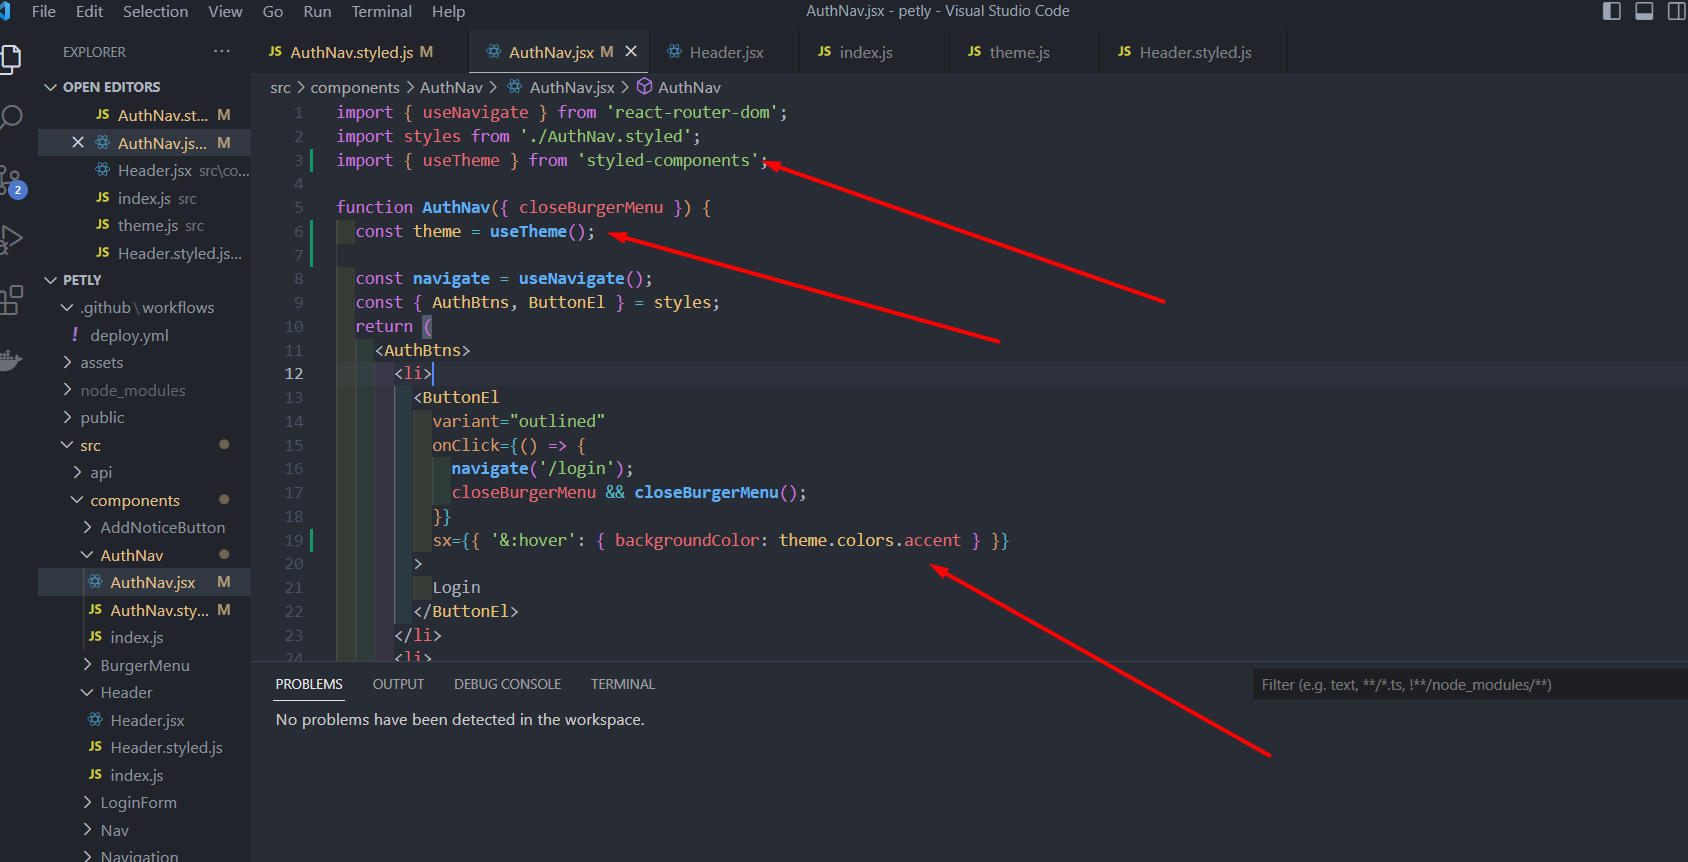 File Edit Selection View Go Run Terminal Help
AuthNav.jsx - petly - Visual Studio Code
EXPLORER ···
OPEN EDITORS
JS AuthNav.st... M
AuthNav.js... M
Header.jsx src\co...
JS index.js src
JS theme.js src
JS Header.styled.js...
2
PETLY
.github\workflows
! deploy.yml
assets
node_modules
public
src
api
components
AddNoticeButton
AuthNav
AuthNav.jsx M
JS AuthNav.sty... M
JS index.js
BurgerMenu
Header
Header.jsx
JS Header.styled.js
JS index.js
LoginForm
Nav
Navigation
JS AuthNav.styled.js M
AuthNav.jsx M
Header.jsx
JS index.js
JS theme.js
JS Header.styled.js
src > components > AuthNav > AuthNav.jsx > AuthNav
1 import { useNavigate } from 'react-router-dom';
2 import styles from './AuthNav.styled';
3 import { useTheme } from 'styled-components';
4
5 function AuthNav({ closeBurgerMenu }) {
6 const theme = useTheme();
7
8 const navigate = useNavigate();
9 const { AuthBtns, ButtonEl } = styles;
10 return (
11 <AuthBtns>
12 <li>
13 <ButtonEl
14 variant="outlined"
15 onClick={() => {
16 navigate('/login');
17 closeBurgerMenu && closeBurgerMenu();
18 }}
19 sx={{ '&:hover': { backgroundColor: theme.colors.accent } }}
20 >
21 Login
22 </ButtonEl>
23 </li>
24 <li>
PROBLEMS OUTPUT DEBUG CONSOLE TERMINAL
Filter (e.g. text, **/*.ts, !**/node_modules/**)
No problems have been detected in the workspace.